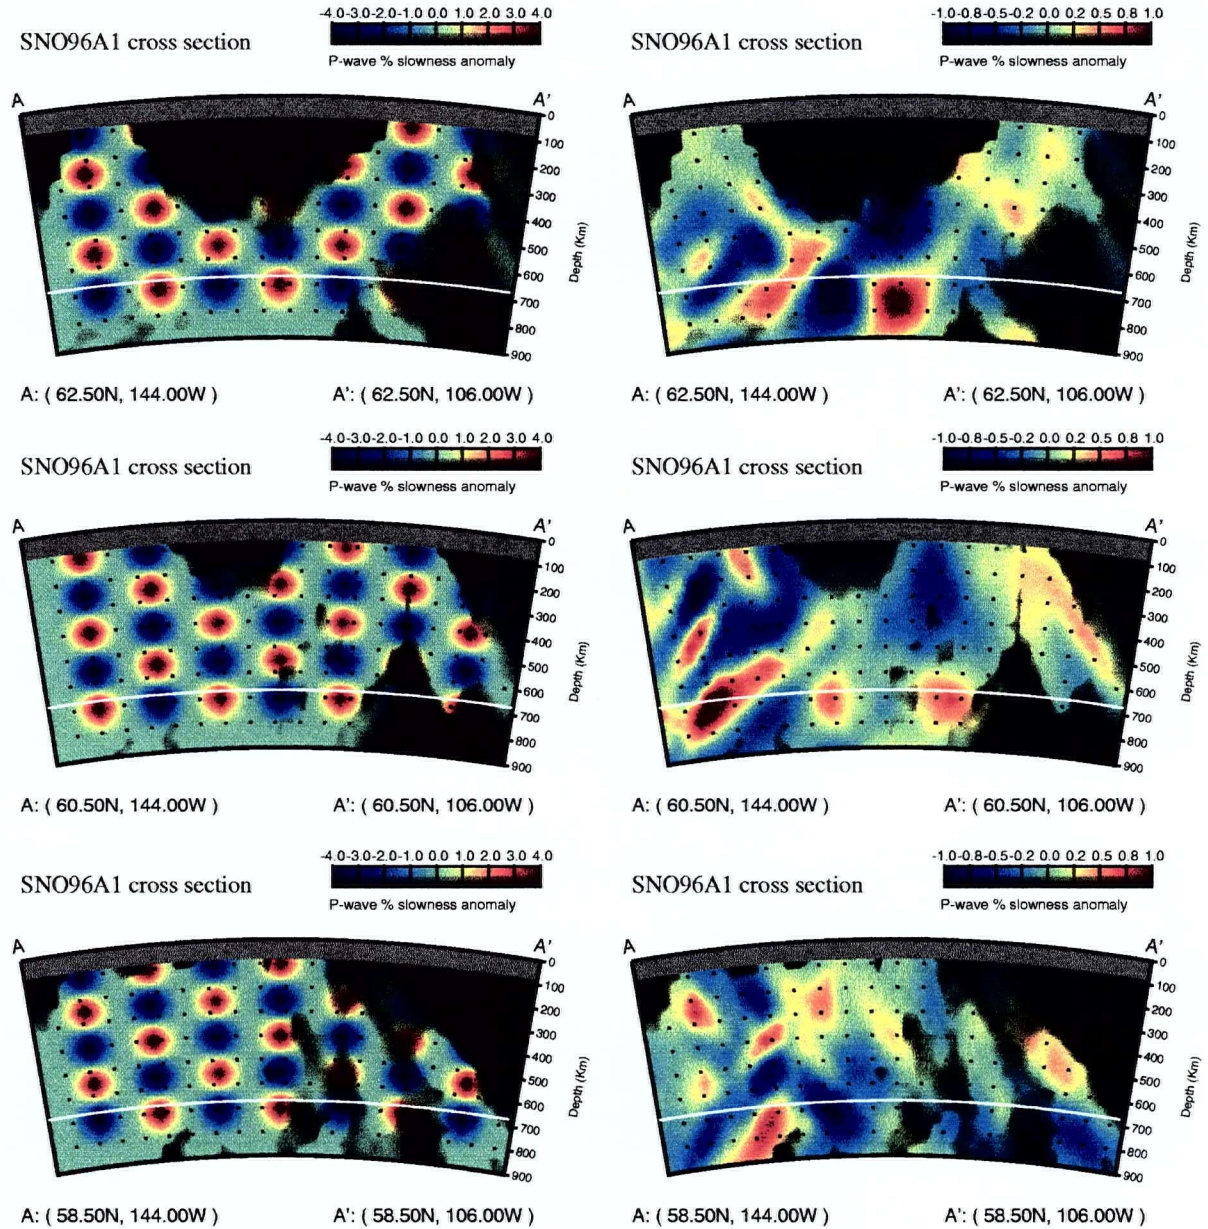 -4.0-3.0-2.0-1.0 0.0 1.0 2.0 3.0 4.0
SNO96A1 cross section
P-wave % slowness anomaly
A A'
0
100
200
300
400
500
600
700
800
900
Depth (Km)
A: ( 62.50N, 144.00W ) A': ( 62.50N, 106.00W )
-1.0-0.8-0.5-0.2 0.0 0.2 0.5 0.8 1.0
SNO96A1 cross section
P-wave % slowness anomaly
A A'
0
100
200
300
400
500
600
700
800
900
Depth (Km)
A: ( 62.50N, 144.00W ) A': ( 62.50N, 106.00W )
-4.0-3.0-2.0-1.0 0.0 1.0 2.0 3.0 4.0
SNO96A1 cross section
P-wave % slowness anomaly
A A'
0
100
200
300
400
500
600
700
800
900
Depth (Km)
A: ( 60.50N, 144.00W ) A': ( 60.50N, 106.00W )
-1.0-0.8-0.5-0.2 0.0 0.2 0.5 0.8 1.0
SNO96A1 cross section
P-wave % slowness anomaly
A A'
0
100
200
300
400
500
600
700
800
900
Depth (Km)
A: ( 60.50N, 144.00W ) A': ( 60.50N, 106.00W )
-4.0-3.0-2.0-1.0 0.0 1.0 2.0 3.0 4.0
SNO96A1 cross section
P-wave % slowness anomaly
A A'
0
100
200
300
400
500
600
700
800
900
Depth (Km)
A: ( 58.50N, 144.00W ) A': ( 58.50N, 106.00W )
-1.0-0.8-0.5-0.2 0.0 0.2 0.5 0.8 1.0
SNO96A1 cross section
P-wave % slowness anomaly
A A'
0
100
200
300
400
500
600
700
800
900
Depth (Km)
A: ( 58.50N, 144.00W ) A': ( 58.50N, 106.00W )